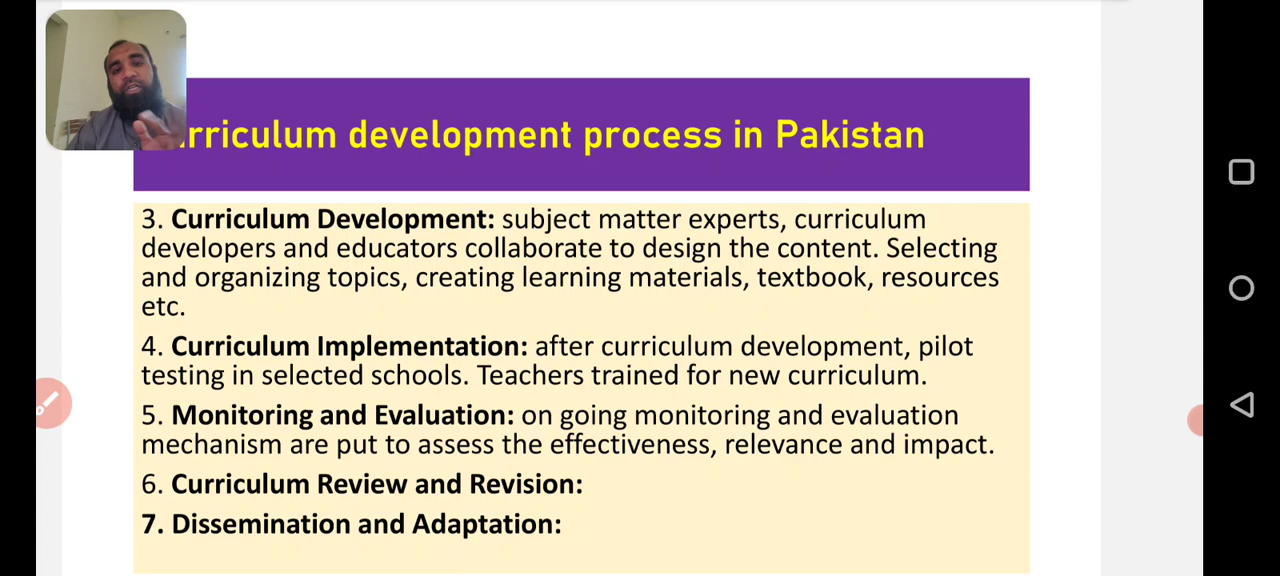 rriculum development process in Pakistan
3. Curriculum Development: subject matter experts, curriculum
developers and educators collaborate to design the content. Selecting
and organizing topics, creating learning materials, textbook, resources
etc.
4. Curriculum Implementation: after curriculum development, pilot
testing in selected schools. Teachers trained for new curriculum.
5. Monitoring and Evaluation: on going monitoring and evaluation
mechanism are put to assess the effectiveness, relevance and impact.
6. Curriculum Review and Revision:
7. Dissemination and Adaptation: